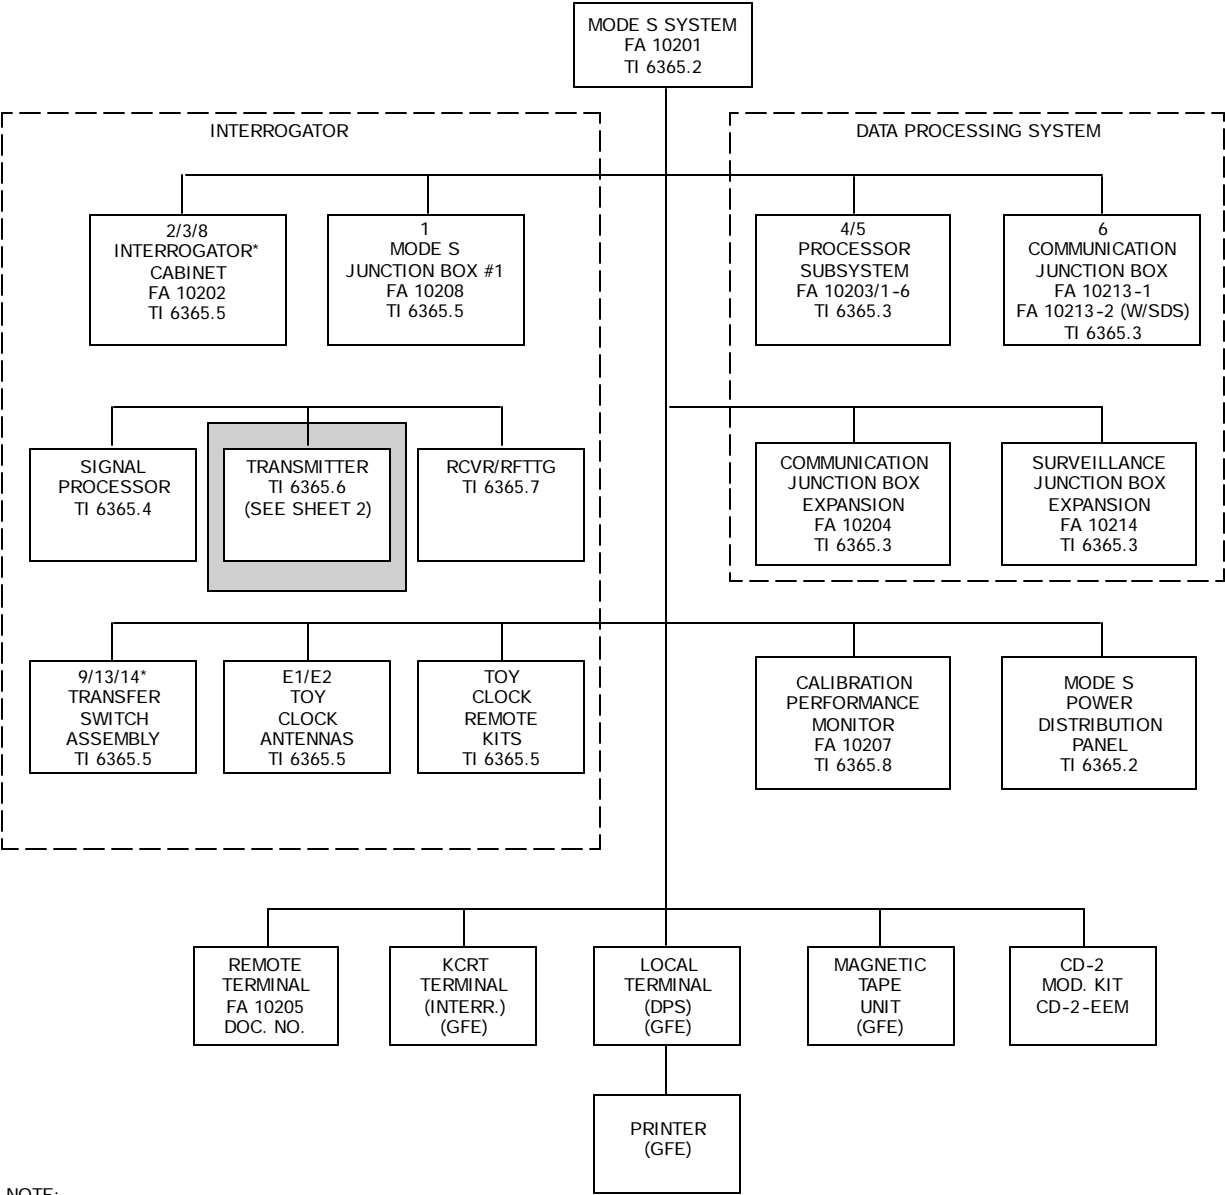 MODE S SYSTEM
FA 10201
TI 6365.2
INTERROGATOR
DATA PROCESSING SYSTEM
2/3/8
INTERROGATOR*
CABINET
FA 10202
TI 6365.5
1
MODE S
JUNCTION BOX #1
FA 10208
TI 6365.5
4/5
PROCESSOR
SUBSYSTEM
FA 10203/1-6
TI 6365.3
6
COMMUNICATION
JUNCTION BOX
FA 10213-1
FA 10213-2 (W/SDS)
TI 6365.3
SIGNAL
PROCESSOR
TI 6365.4
TRANSMITTER
TI 6365.6
(SEE SHEET 2)
RCVR/RFTTG
TI 6365.7
COMMUNICATION
JUNCTION BOX
EXPANSION
FA 10204
TI 6365.3
SURVEILLANCE
JUNCTION BOX
EXPANSION
FA 10214
TI 6365.3
9/13/14*
TRANSFER
SWITCH
ASSEMBLY
TI 6365.5
E1/E2
TOY
CLOCK
ANTENNAS
TI 6365.5
TOY
CLOCK
REMOTE
KITS
TI 6365.5
CALIBRATION
PERFORMANCE
MONITOR
FA 10207
TI 6365.8
MODE S
POWER
DISTRIBUTION
PANEL
TI 6365.2
REMOTE
TERMINAL
FA 10205
DOC. NO.
KCRT
TERMINAL
(INTERR.)
(GFE)
LOCAL
TERMINAL
(DPS)
(GFE)
MAGNETIC
TAPE
UNIT
(GFE)
CD-2
MOD. KIT
CD-2-EEM
PRINTER
(GFE)
NOTE: